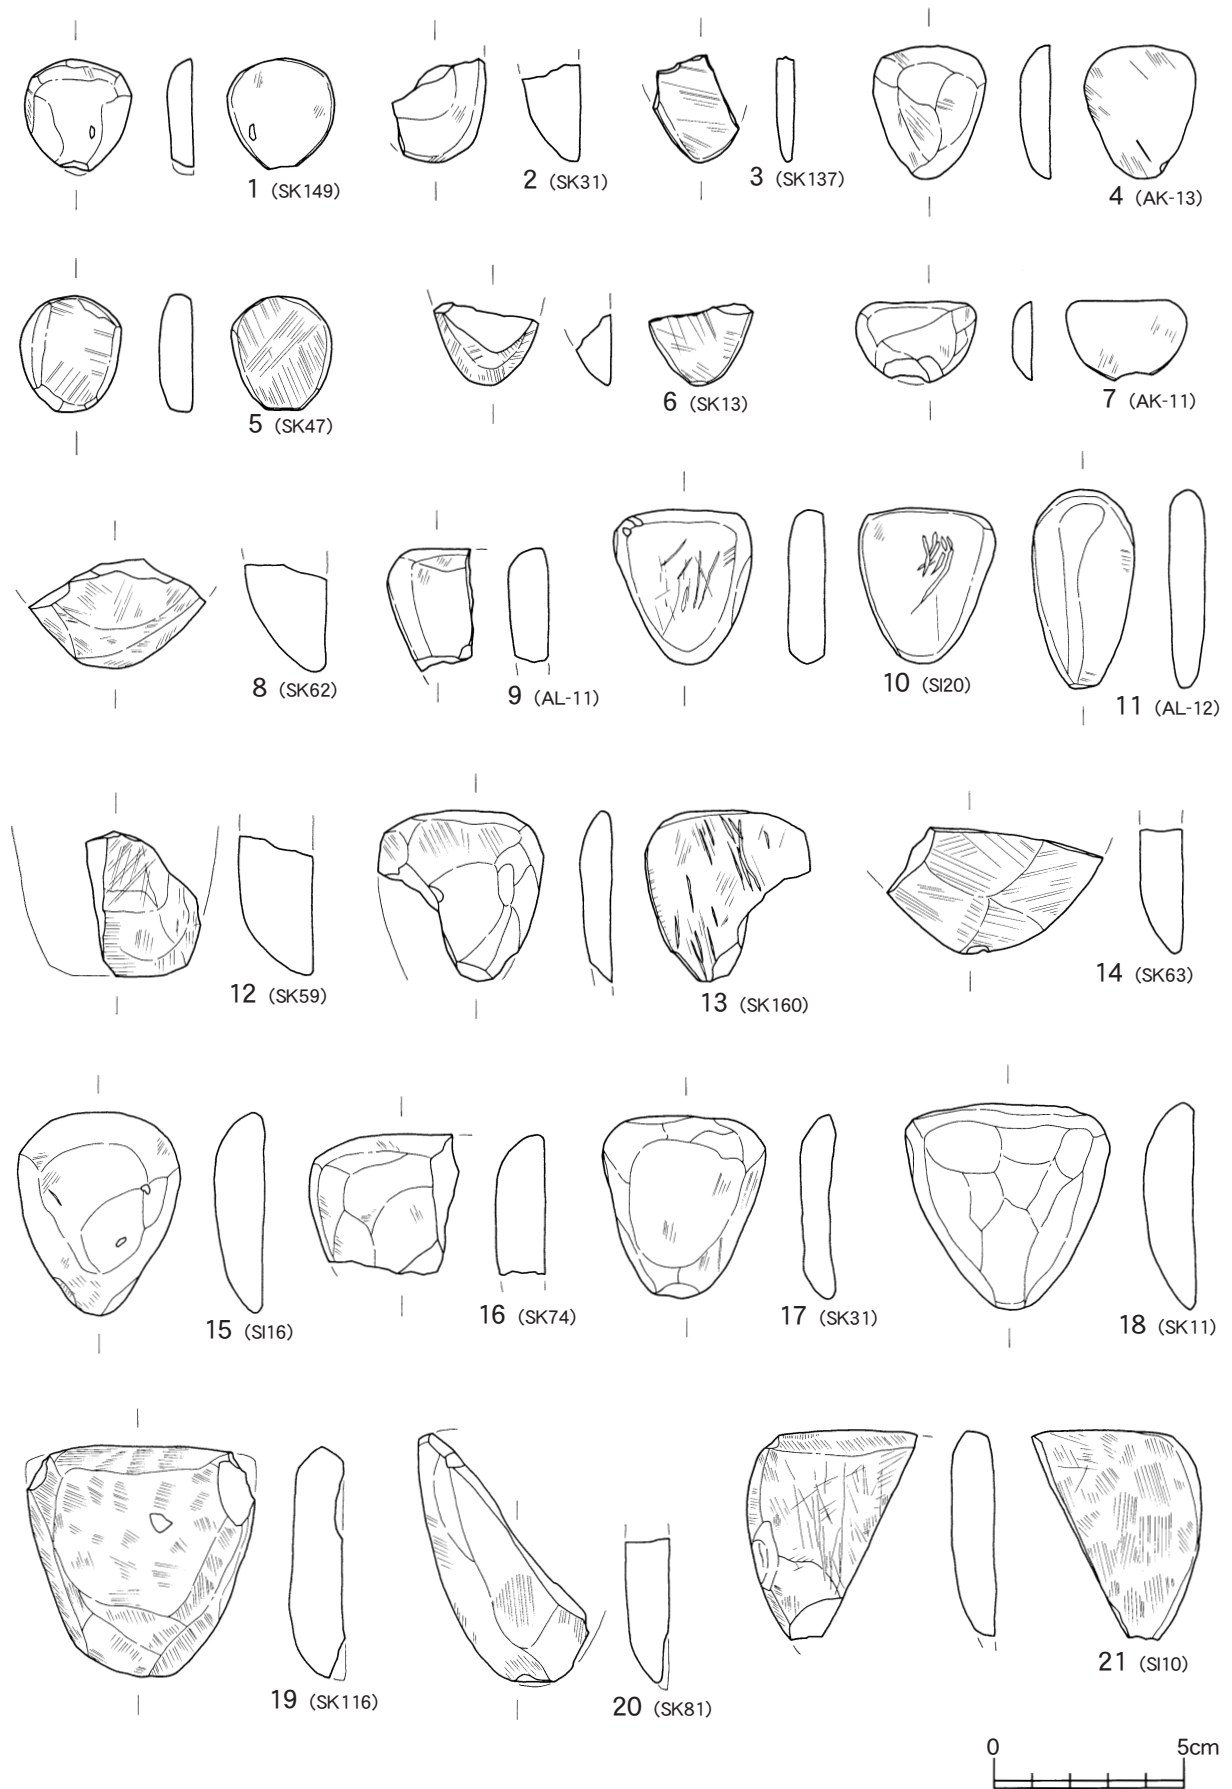 1 (SK149)
2 (SK31)
3 (SK137)
4 (AK-13)
5 (SK47)
6 (SK13)
7 (AK-11)
8 (SK62)
9 (AL-11)
10 (SI20)
11 (AL-12)
12 (SK59)
13 (SK160)
14 (SK63)
15 (SI16)
16 (SK74)
17 (SK31)
18 (SK11)
19 (SK116)
20 (SK81)
21 (SI10)
0 5cm